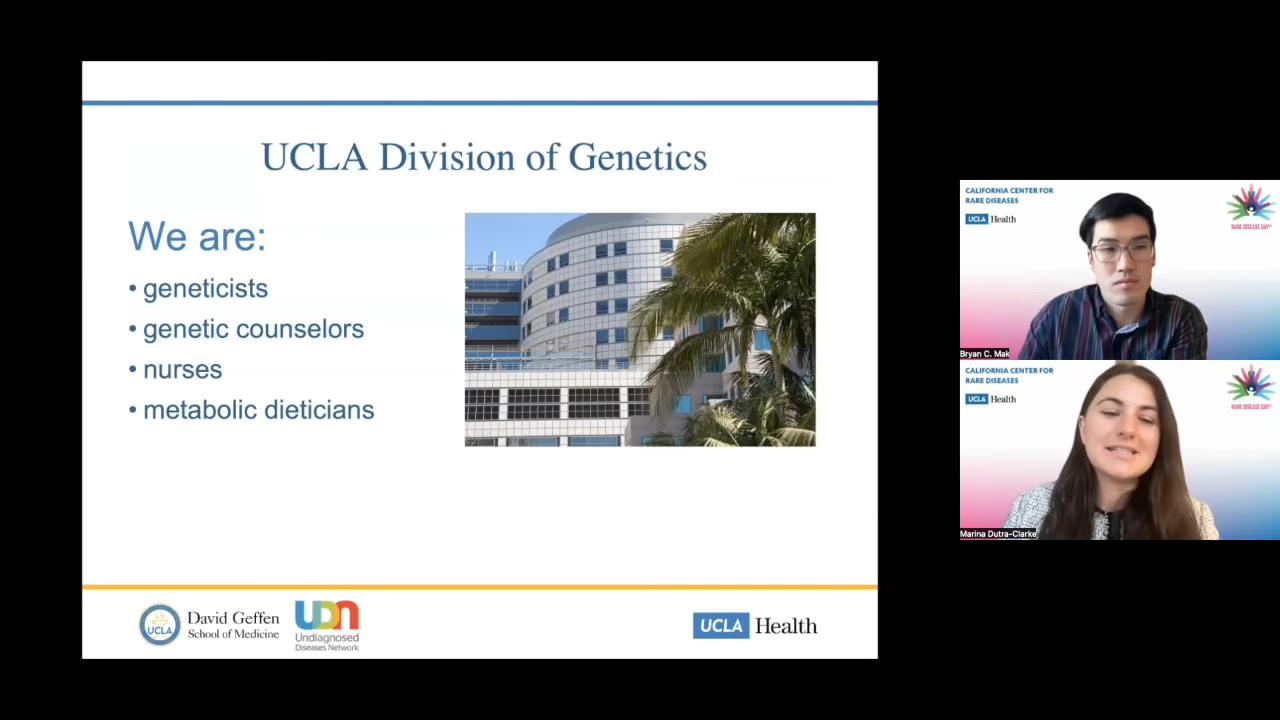 UCLA Division of Genetics
We are:
• geneticists
• genetic counselors
• nurses
• metabolic dieticians
UCLA
David Geffen
School of Medicine
UDN
Undiagnosed
Diseases Network
UCLA Health
CALIFORNIA CENTER FOR
RARE DISEASES
UCLA Health
RARE DISEASE DAY®
Bryan C. Mak
CALIFORNIA CENTER FOR
RARE DISEASES
UCLA Health
RARE DISEASE DAY®
Marina Dutra-Clarke